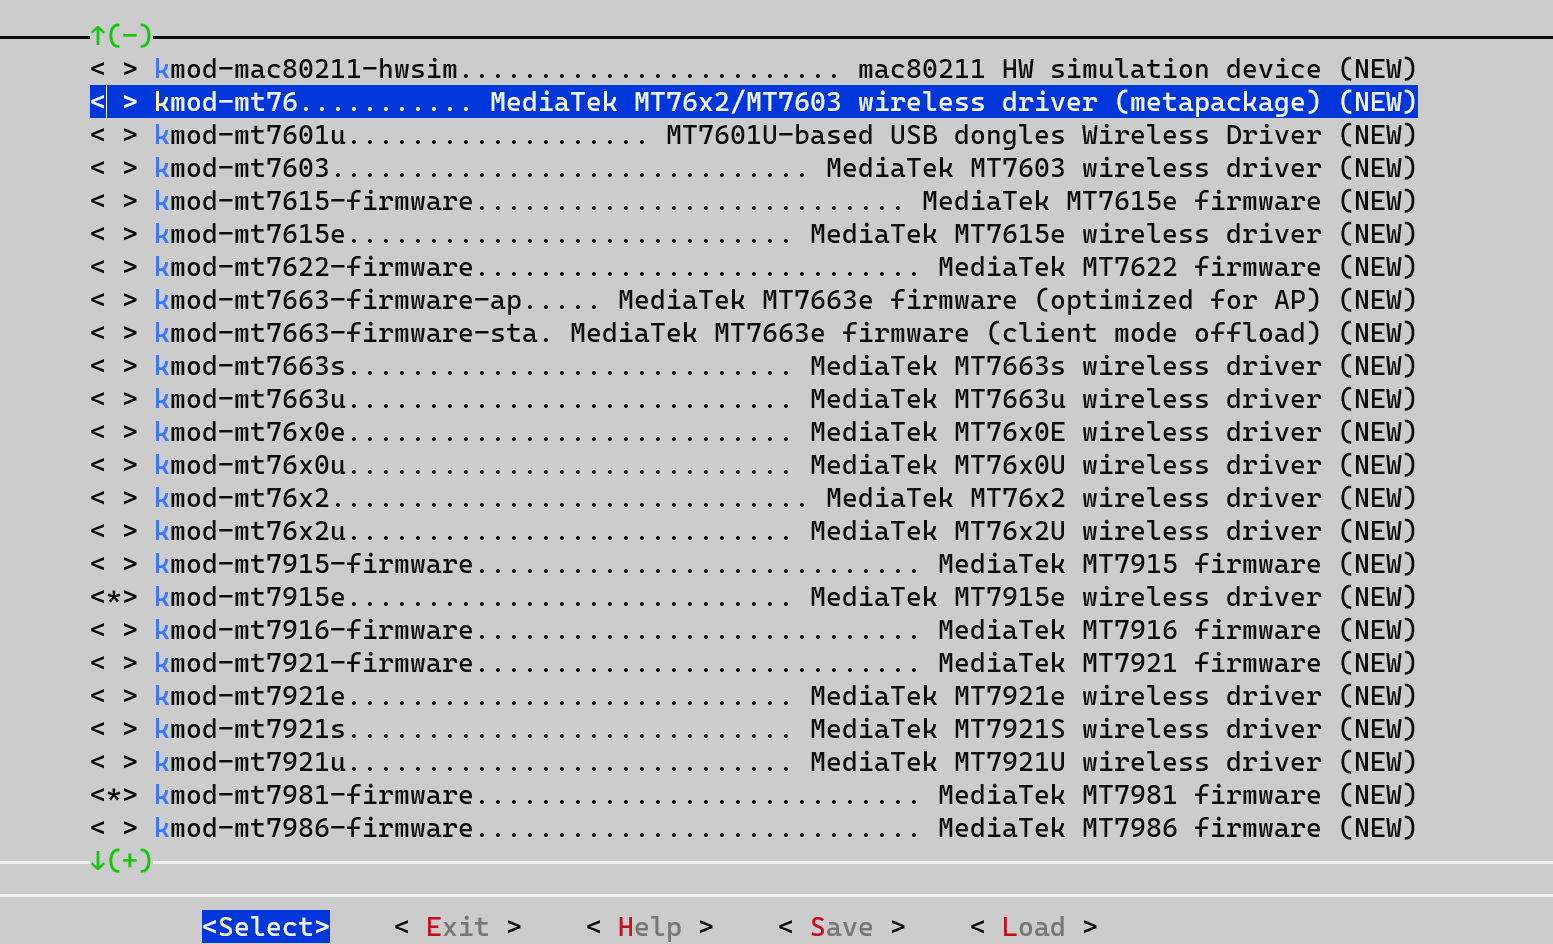 ↑(-)
< > kmod-mac80211-hwsim........................ mac80211 HW simulation device (NEW)
< > kmod-mt76........... MediaTek MT76x2/MT7603 wireless driver (metapackage) (NEW)
< > kmod-mt7601u................... MT7601U-based USB dongles Wireless Driver (NEW)
< > kmod-mt7603.............................. MediaTek MT7603 wireless driver (NEW)
< > kmod-mt7615-firmware........................... MediaTek MT7615e firmware (NEW)
< > kmod-mt7615e............................ MediaTek MT7615e wireless driver (NEW)
< > kmod-mt7622-firmware............................ MediaTek MT7622 firmware (NEW)
< > kmod-mt7663-firmware-ap..... MediaTek MT7663e firmware (optimized for AP) (NEW)
< > kmod-mt7663-firmware-sta. MediaTek MT7663e firmware (client mode offload) (NEW)
< > kmod-mt7663s............................ MediaTek MT7663s wireless driver (NEW)
< > kmod-mt7663u............................ MediaTek MT7663u wireless driver (NEW)
< > kmod-mt76x0e............................ MediaTek MT76x0E wireless driver (NEW)
< > kmod-mt76x0u............................ MediaTek MT76x0U wireless driver (NEW)
< > kmod-mt76x2.............................. MediaTek MT76x2 wireless driver (NEW)
< > kmod-mt76x2u............................ MediaTek MT76x2U wireless driver (NEW)
< > kmod-mt7915-firmware............................ MediaTek MT7915 firmware (NEW)
<*> kmod-mt7915e............................ MediaTek MT7915e wireless driver (NEW)
< > kmod-mt7916-firmware............................ MediaTek MT7916 firmware (NEW)
< > kmod-mt7921-firmware............................ MediaTek MT7921 firmware (NEW)
< > kmod-mt7921e............................ MediaTek MT7921e wireless driver (NEW)
< > kmod-mt7921s............................ MediaTek MT7921S wireless driver (NEW)
< > kmod-mt7921u............................ MediaTek MT7921U wireless driver (NEW)
<*> kmod-mt7981-firmware............................ MediaTek MT7981 firmware (NEW)
< > kmod-mt7986-firmware............................ MediaTek MT7986 firmware (NEW)
↓(+)
<Select> < Exit > < Help > < Save > < Load >